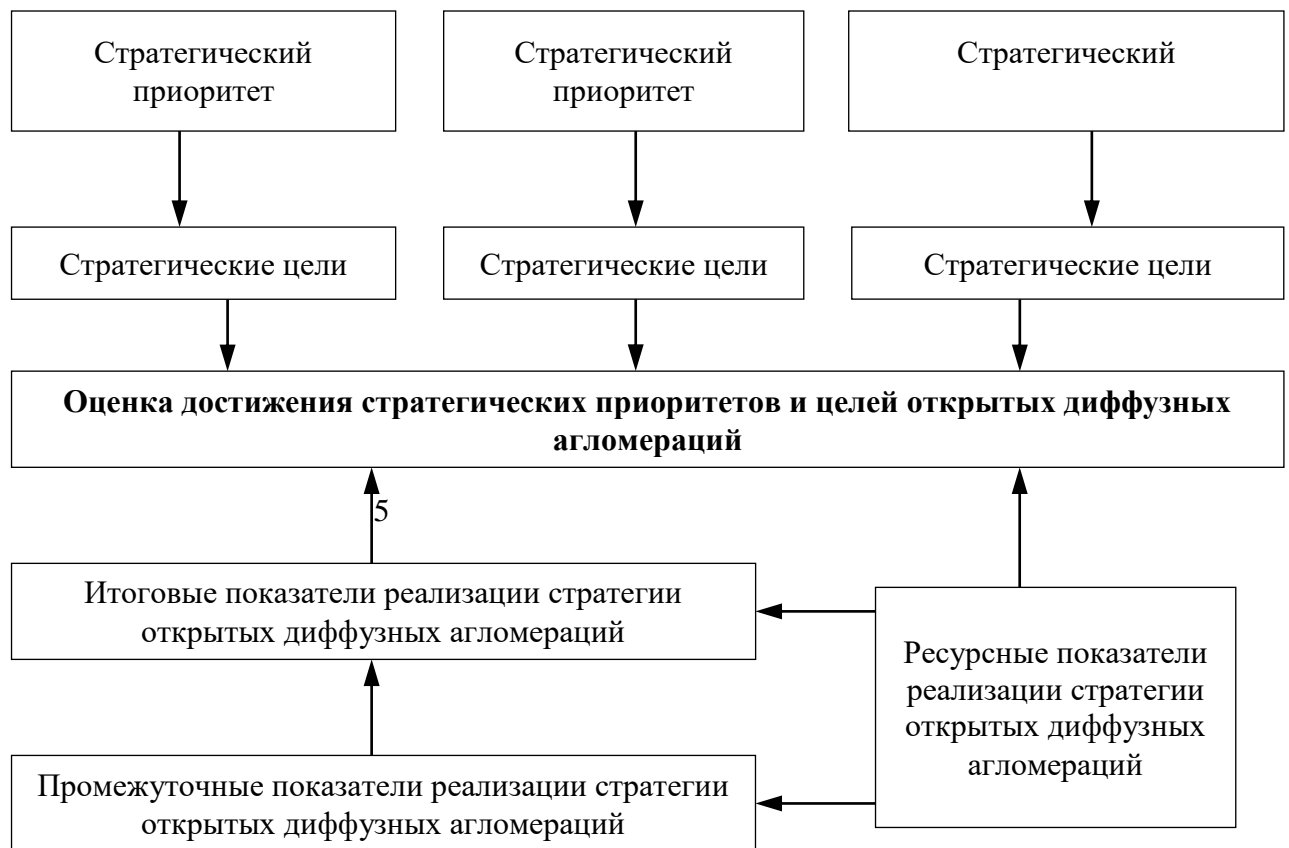 Стратегический
приоритет
Стратегический
приоритет
Стратегический
Стратегические цели
Стратегические цели
Стратегические цели
Оценка достижения стратегических приоритетов и целей открытых диффузных
агломераций
5
Итоговые показатели реализации стратегии
открытых диффузных агломераций
Ресурсные показатели
реализации стратегии
открытых диффузных
агломераций
Промежуточные показатели реализации стратегии
открытых диффузных агломераций